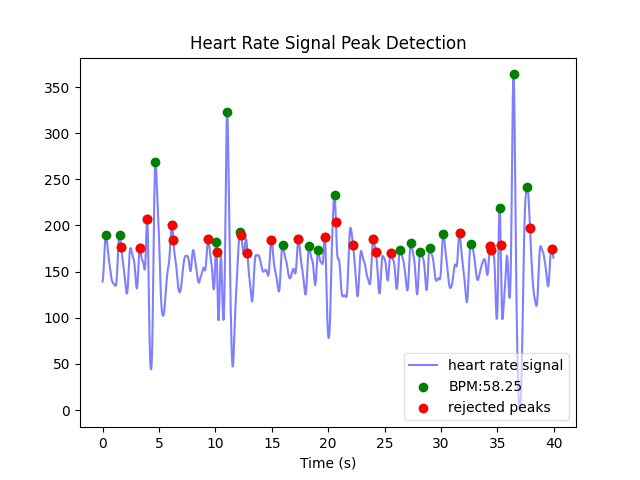 Heart Rate Signal Peak Detection
350
300
250
200
150
100
50
0
heart rate signal
BPM:58.25
rejected peaks
0 5 10 15 20 25 30 35 40
Time (s)